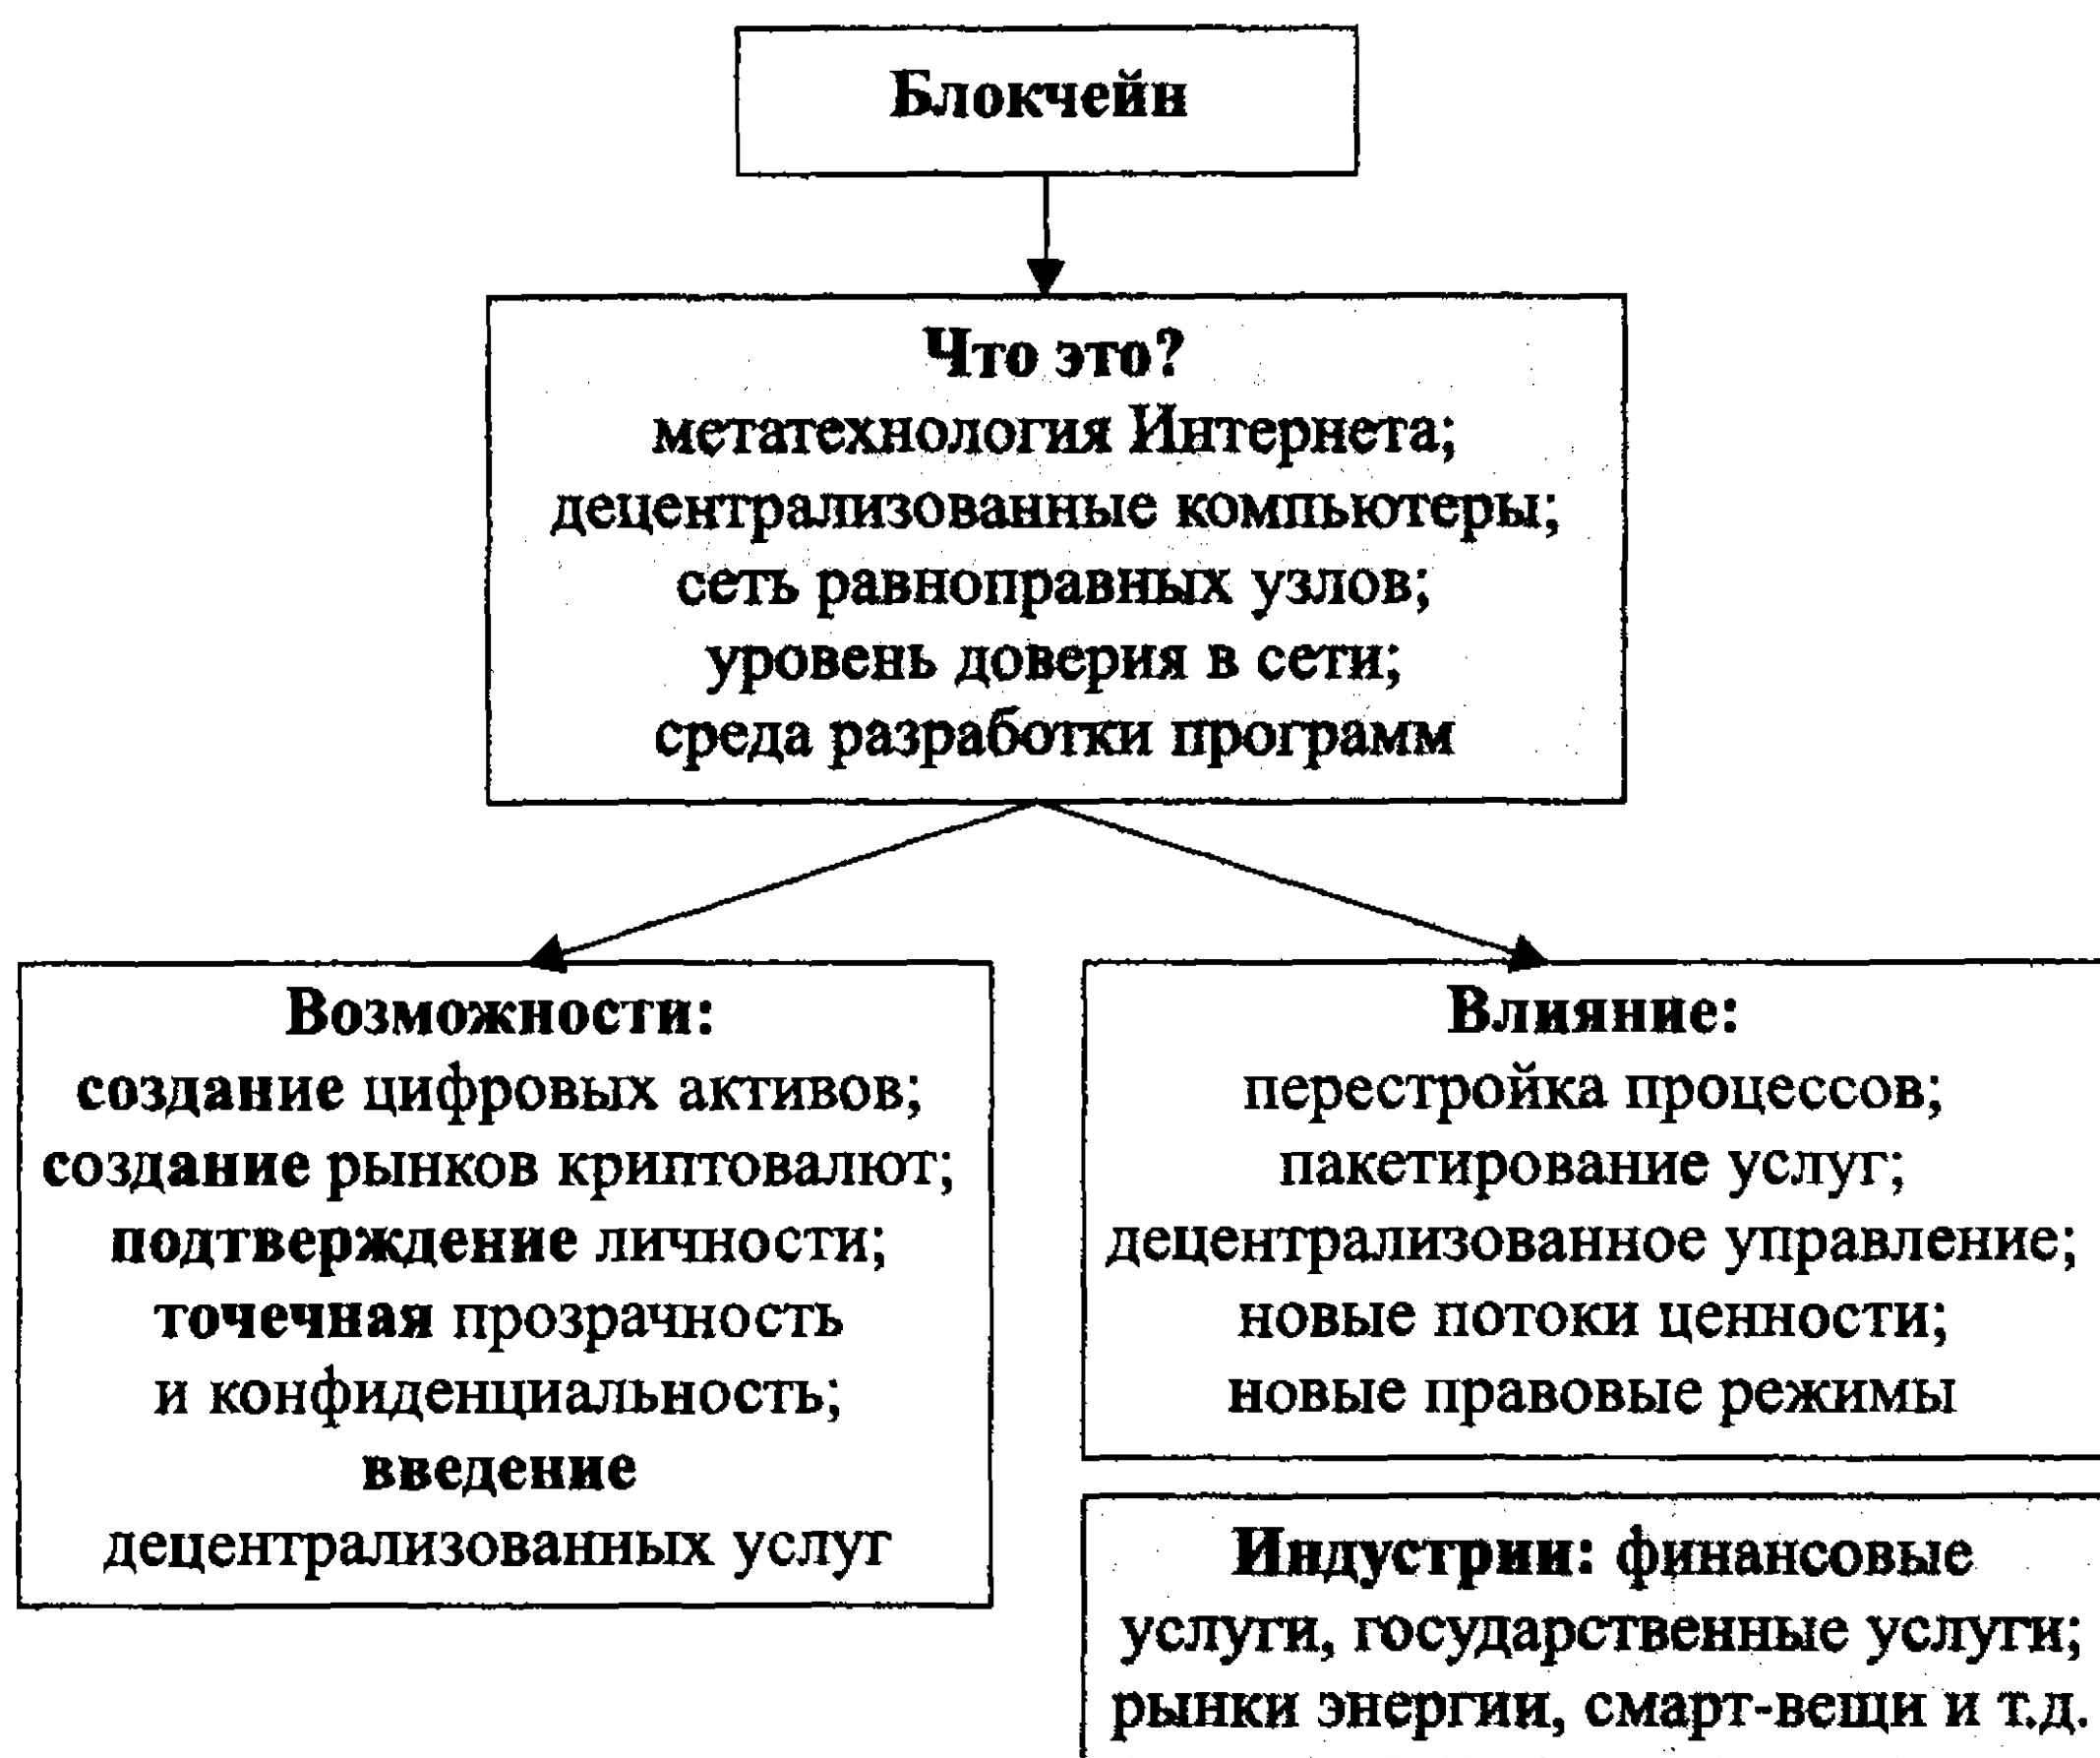 Блокчейн
Что это?
метатехнология Интернета;
децентрализованные компьютеры;
сеть равноправных узлов;
уровень доверия в сети;
среда разработки программ
Возможности:
создание цифровых активов;
создание рынков криптовалют;
подтверждение личности;
точечная прозрачность
и конфиденциальность;
введение
децентрализованных услуг
Влияние:
перестройка процессов;
пакетирование услуг;
децентрализованное управление;
новые потоки ценности;
новые правовые режимы
Индустрии: финансовые
услуги, государственные услуги;
рынки энергии, смарт-вещи и т.д.